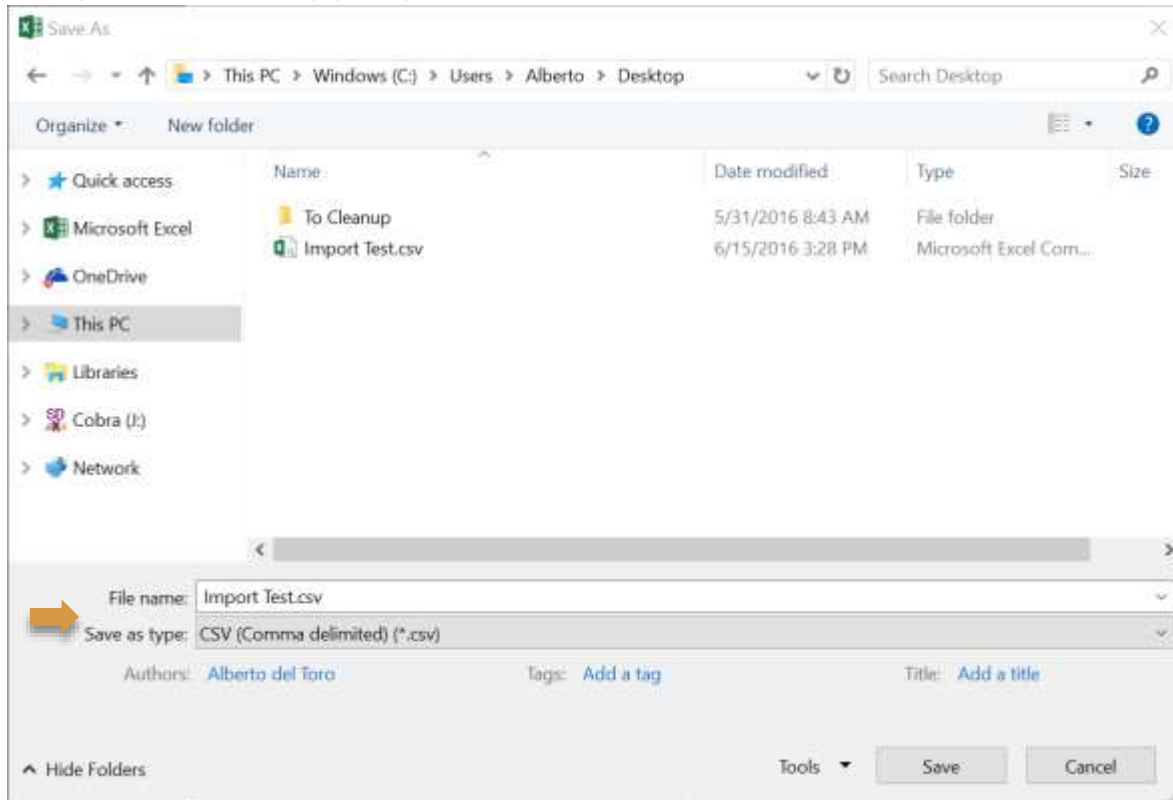 Save As
This PC > Windows (C:) > Users > Alberto > Desktop
Search Desktop
Organize
New folder
Name
Date modified
Type
Size
Quick access
Microsoft Excel
OneDrive
This PC
Libraries
Cobra (J:)
Network
To Cleanup
5/31/2016 8:43 AM
File folder
Import Test.csv
6/15/2016 3:28 PM
Microsoft Excel Com...
File name: Import Test.csv
Save as type: CSV (Comma delimited) (*.csv)
Authors: Alberto del Toro
Tags: Add a tag
Title: Add a title
Hide Folders
Tools
Save
Cancel